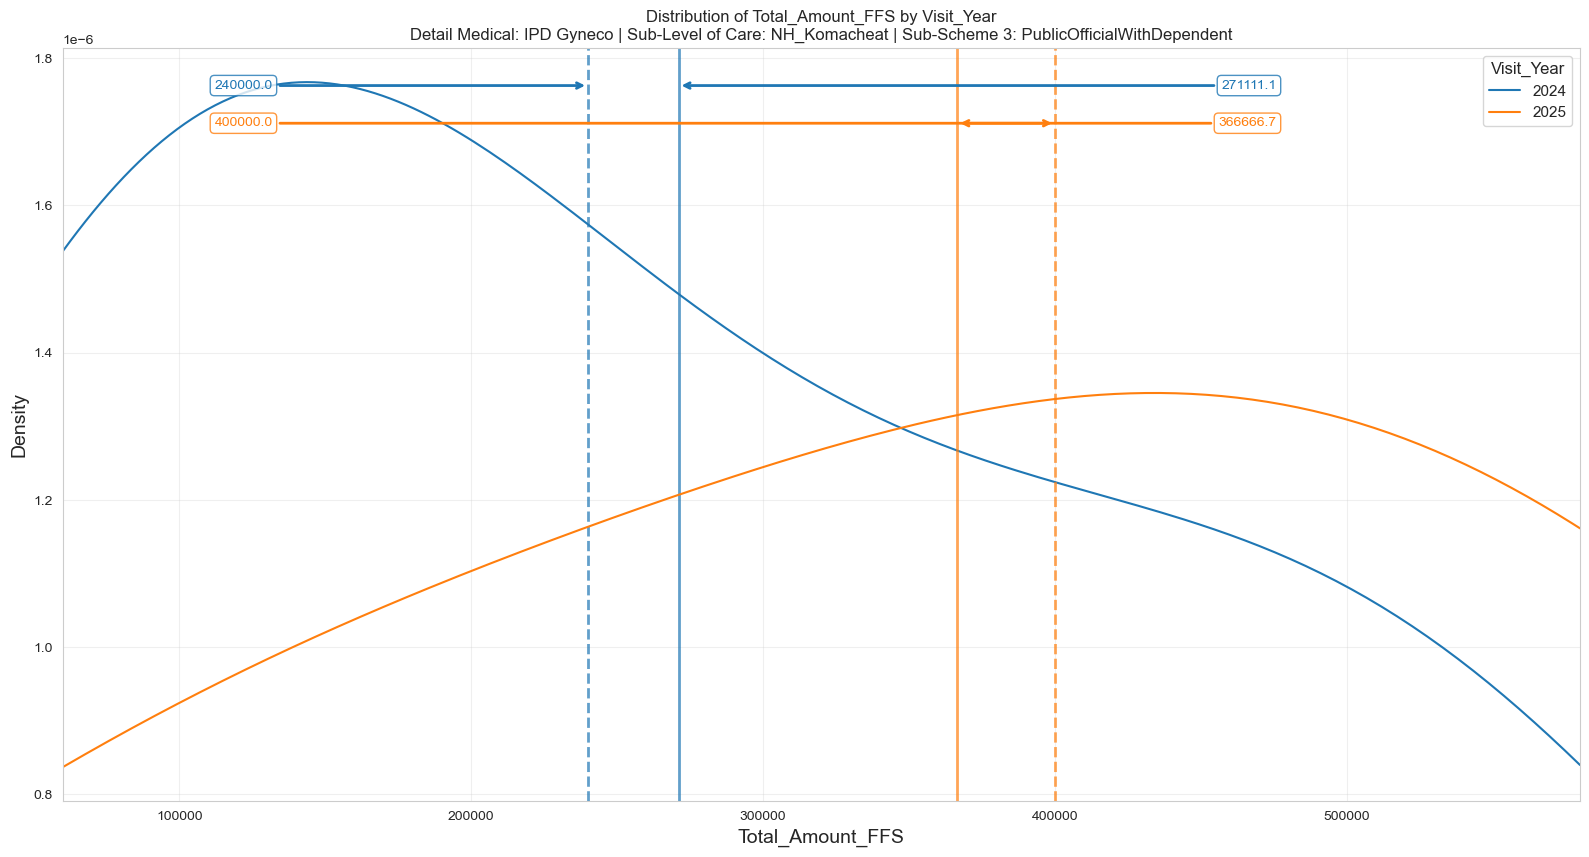 Distribution of Total_Amount_FFS by Visit_Year
Detail Medical: IPD Gyneco | Sub-Level of Care: NH_Komacheat | Sub-Scheme 3: PublicOfficialWithDependent
1e−6
1.8
1.6
1.4
1.2
1.0
0.8
Density
240000.0
271111.1
400000.0
366666.7
Visit_Year
2024
2025
100000
200000
300000
400000
500000
Total_Amount_FFS